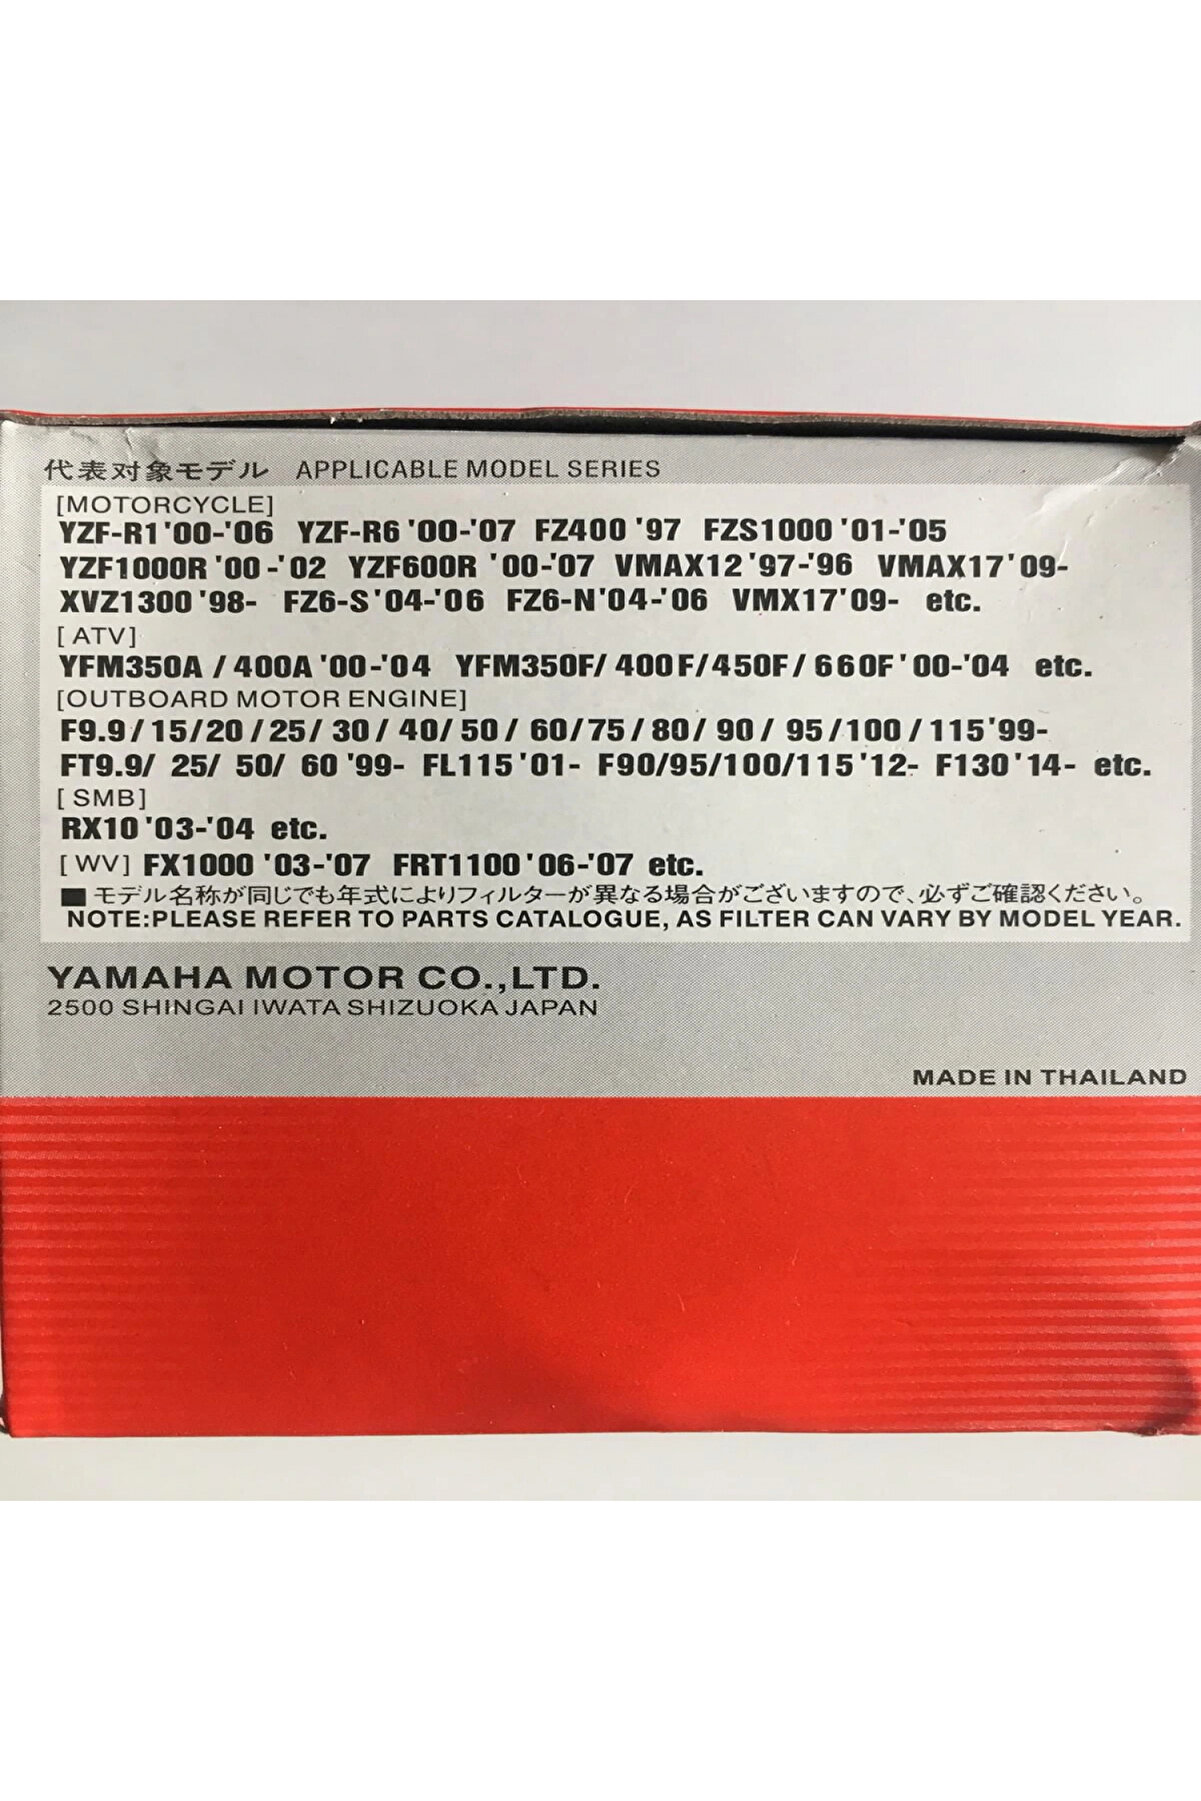 代表対象モデル APPLICABLE MODEL SERIES
[MOTORCYCLE]
YZF-R1 '00-'06 YZF-R6 '00-'07 FZ400 '97 FZS1000 '01-'05
YZF1000R '00-'02 YZF600R '00-'07 VMAX12 '97-'96 VMAX17 '09-
XVZ1300 '98- FZ6-S '04-'06 FZ6-N '04-'06 VMX17 '09- etc.
[ATV]
YFM350A / 400A '00-'04 YFM350F/ 400F/450F/ 660F '00-'04 etc.
[OUTBOARD MOTOR ENGINE]
F9.9/15/20/25/30/40/50/60/75/80/90/95/100/115 '99-
FT9.9/ 25/ 50/ 60 '99- FL115 '01- F90/95/100/115 '12- F130 '14- etc.
[SMB]
RX10 '03-'04 etc.
[WV] FX1000 '03-'07 FRT1100 '06-'07 etc.
■ モデル名称が同じでも年式によりフィルターが異なる場合がございますので、必ずご確認ください。
NOTE:PLEASE REFER TO PARTS CATALOGUE, AS FILTER CAN VARY BY MODEL YEAR.
YAMAHA MOTOR CO.,LTD.
2500 SHINGAI IWATA SHIZUOKA JAPAN
MADE IN THAILAND